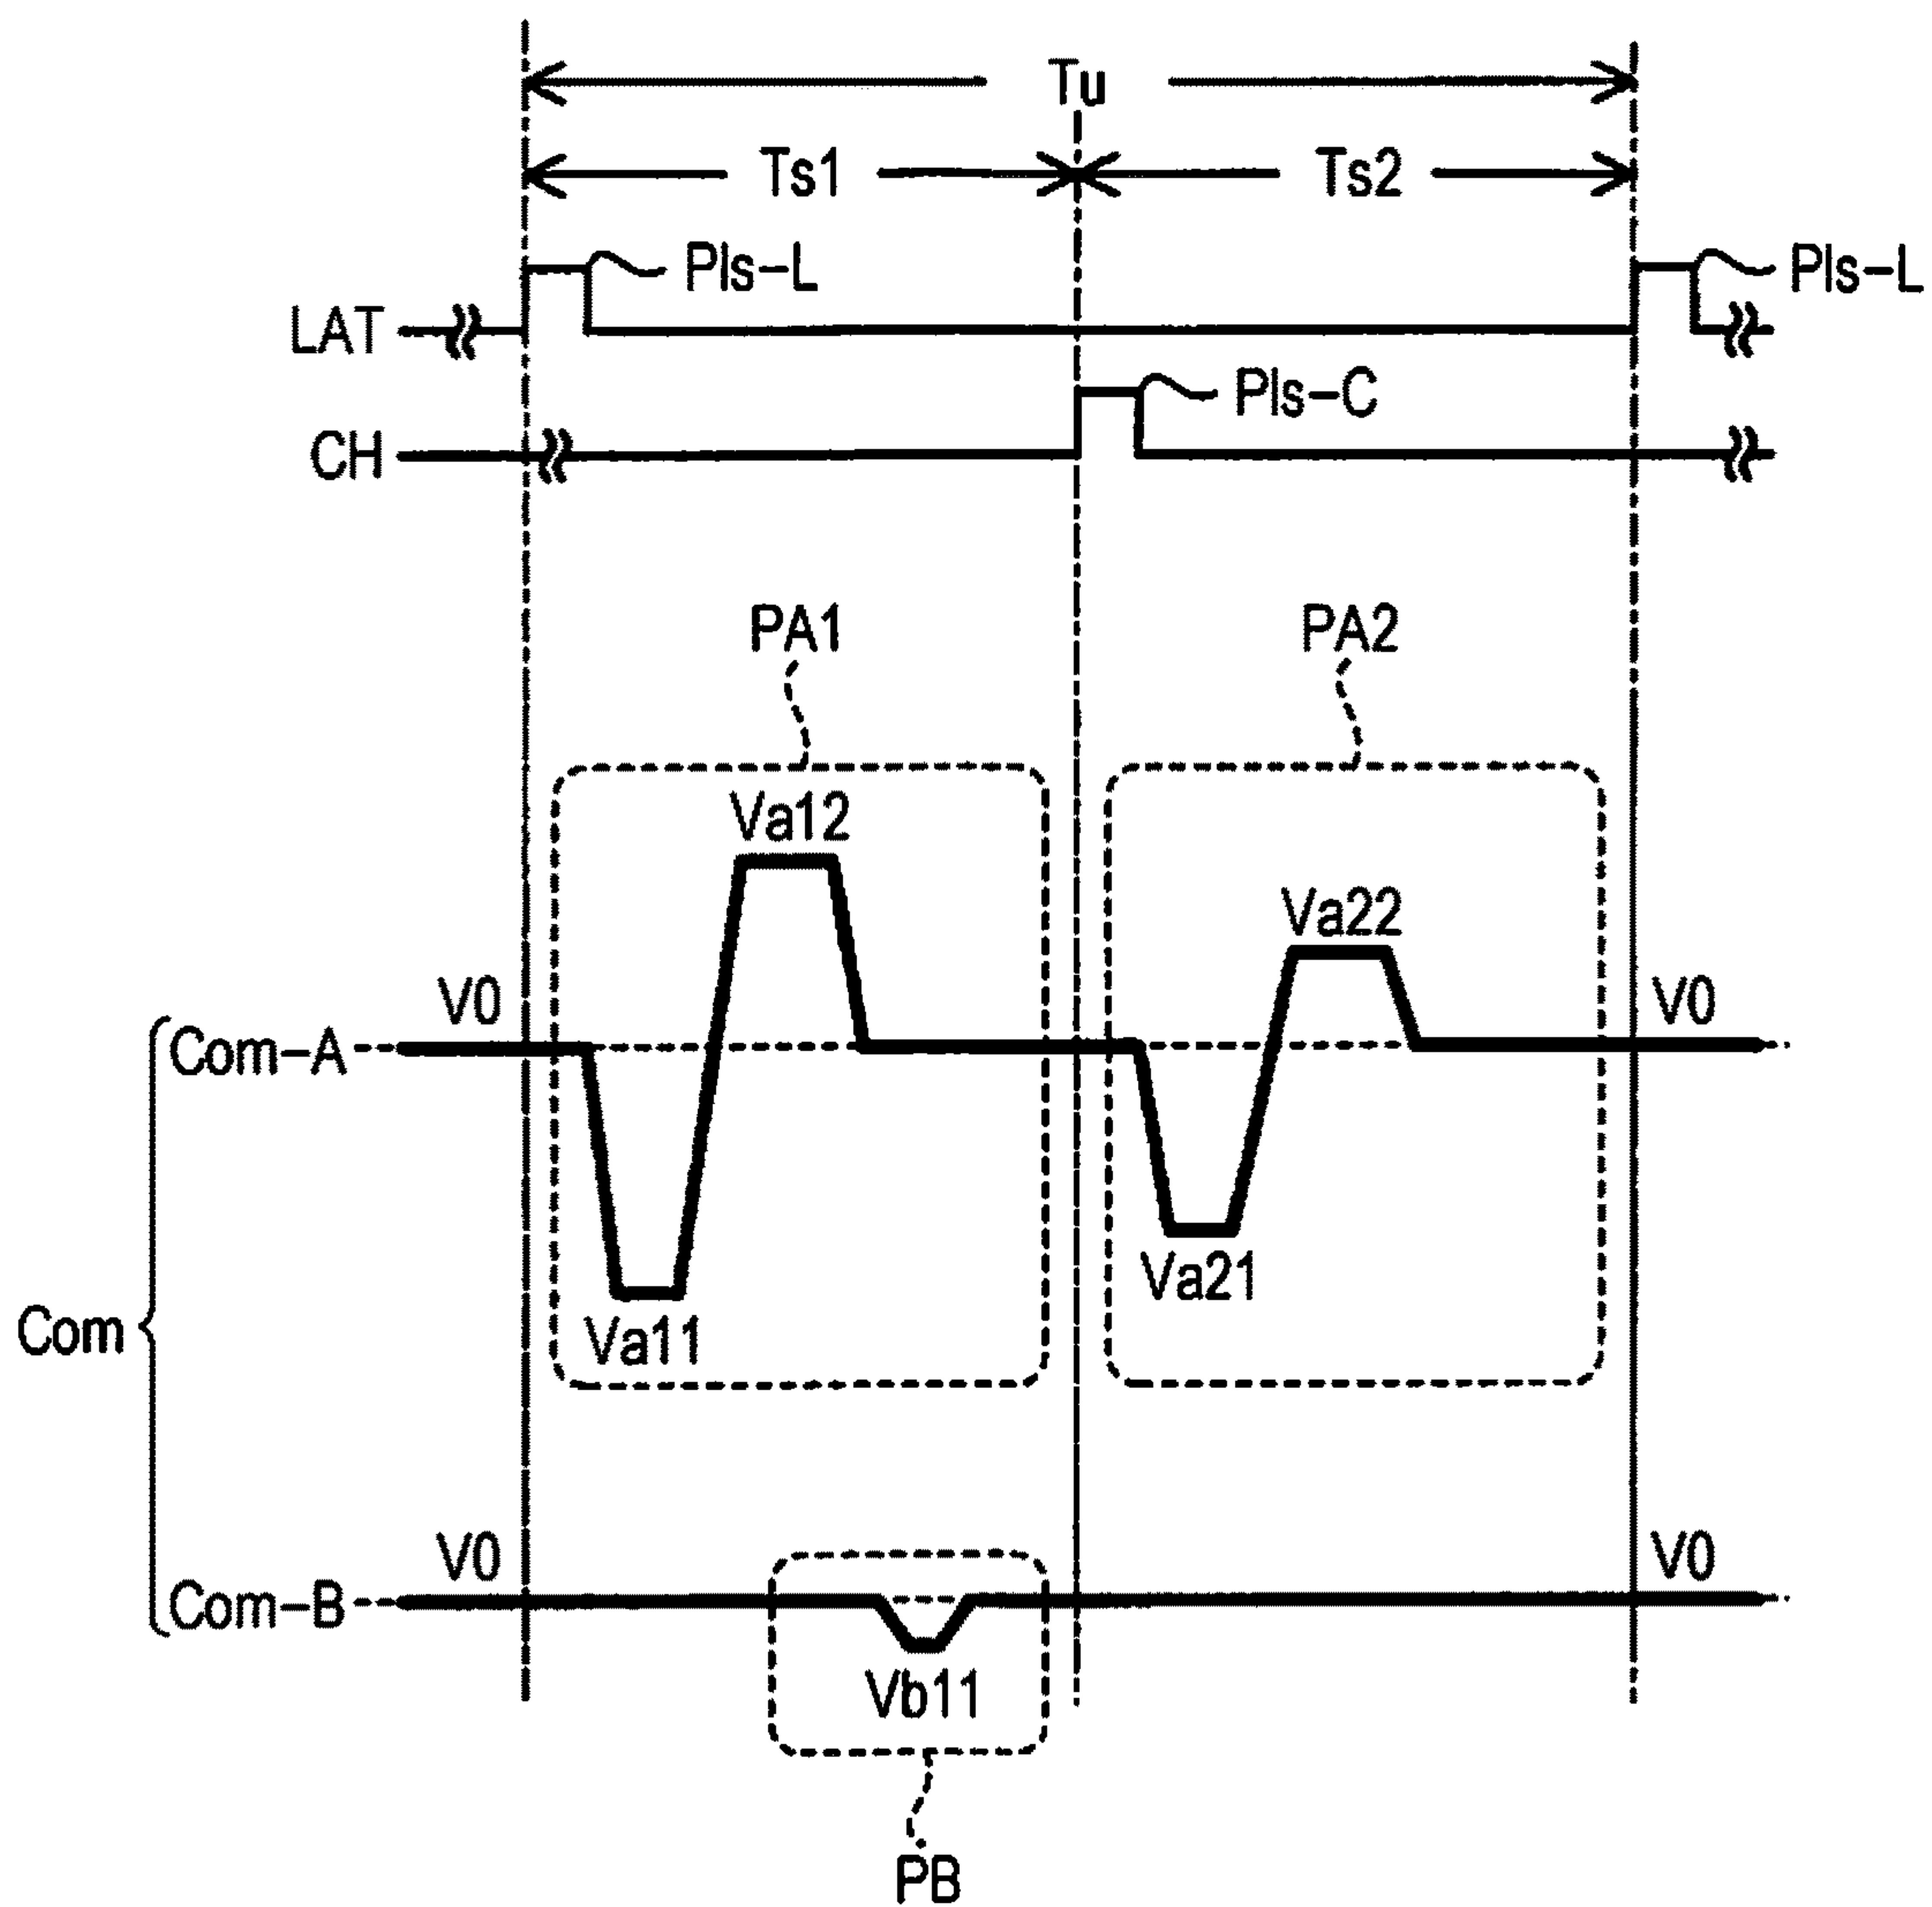 Tu
Ts1
Ts2
Pls-L
Pls-L
LAT
Pls-C
CH
PA1
PA2
Va12
Va22
V0
V0
Com-A
Va21
Va11
Com
V0
V0
Com-B
Vb11
PB